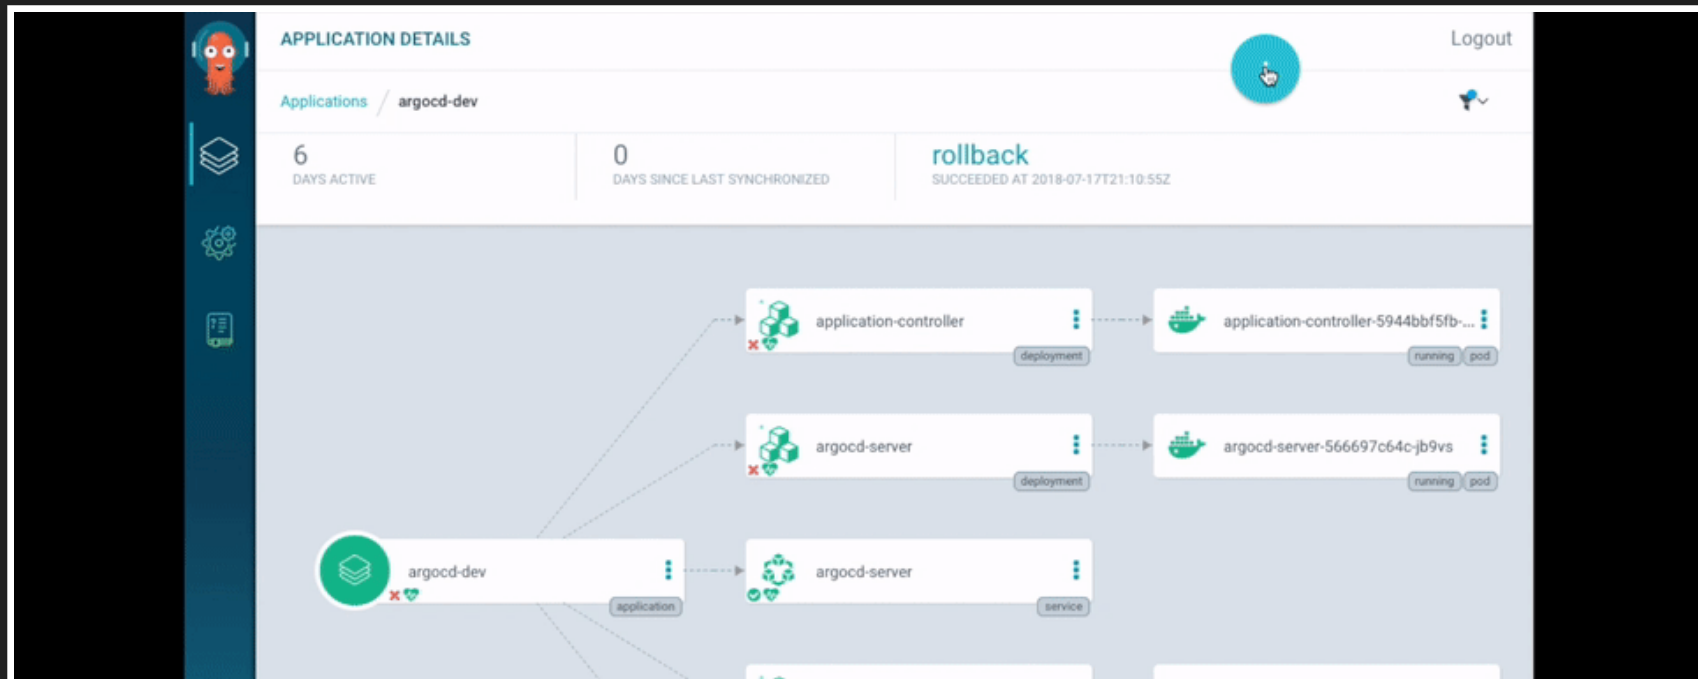 APPLICATION DETAILS
Logout
Applications / argocd-dev
6
DAYS ACTIVE
0
DAYS SINCE LAST SYNCHRONIZED
rollback
SUCCEEDED AT 2018-07-17T21:10:55Z
application-controller
deployment
application-controller-5944bbf5fb-...
running pod
argocd-server
deployment
argocd-server-566697c64c-jb9vs
running pod
argocd-dev
application
argocd-server
service